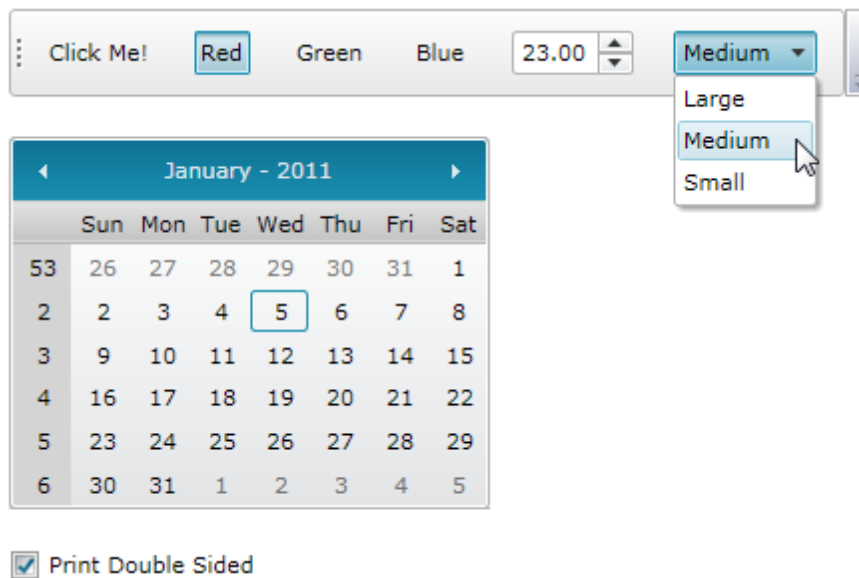 Click Me! Red Green Blue 23.00 Medium
Large
Medium
Small
January - 2011
Sun Mon Tue Wed Thu Fri Sat
53 26 27 28 29 30 31 1
2 2 3 4 5 6 7 8
3 9 10 11 12 13 14 15
4 16 17 18 19 20 21 22
5 23 24 25 26 27 28 29
6 30 31 1 2 3 4 5
Print Double Sided